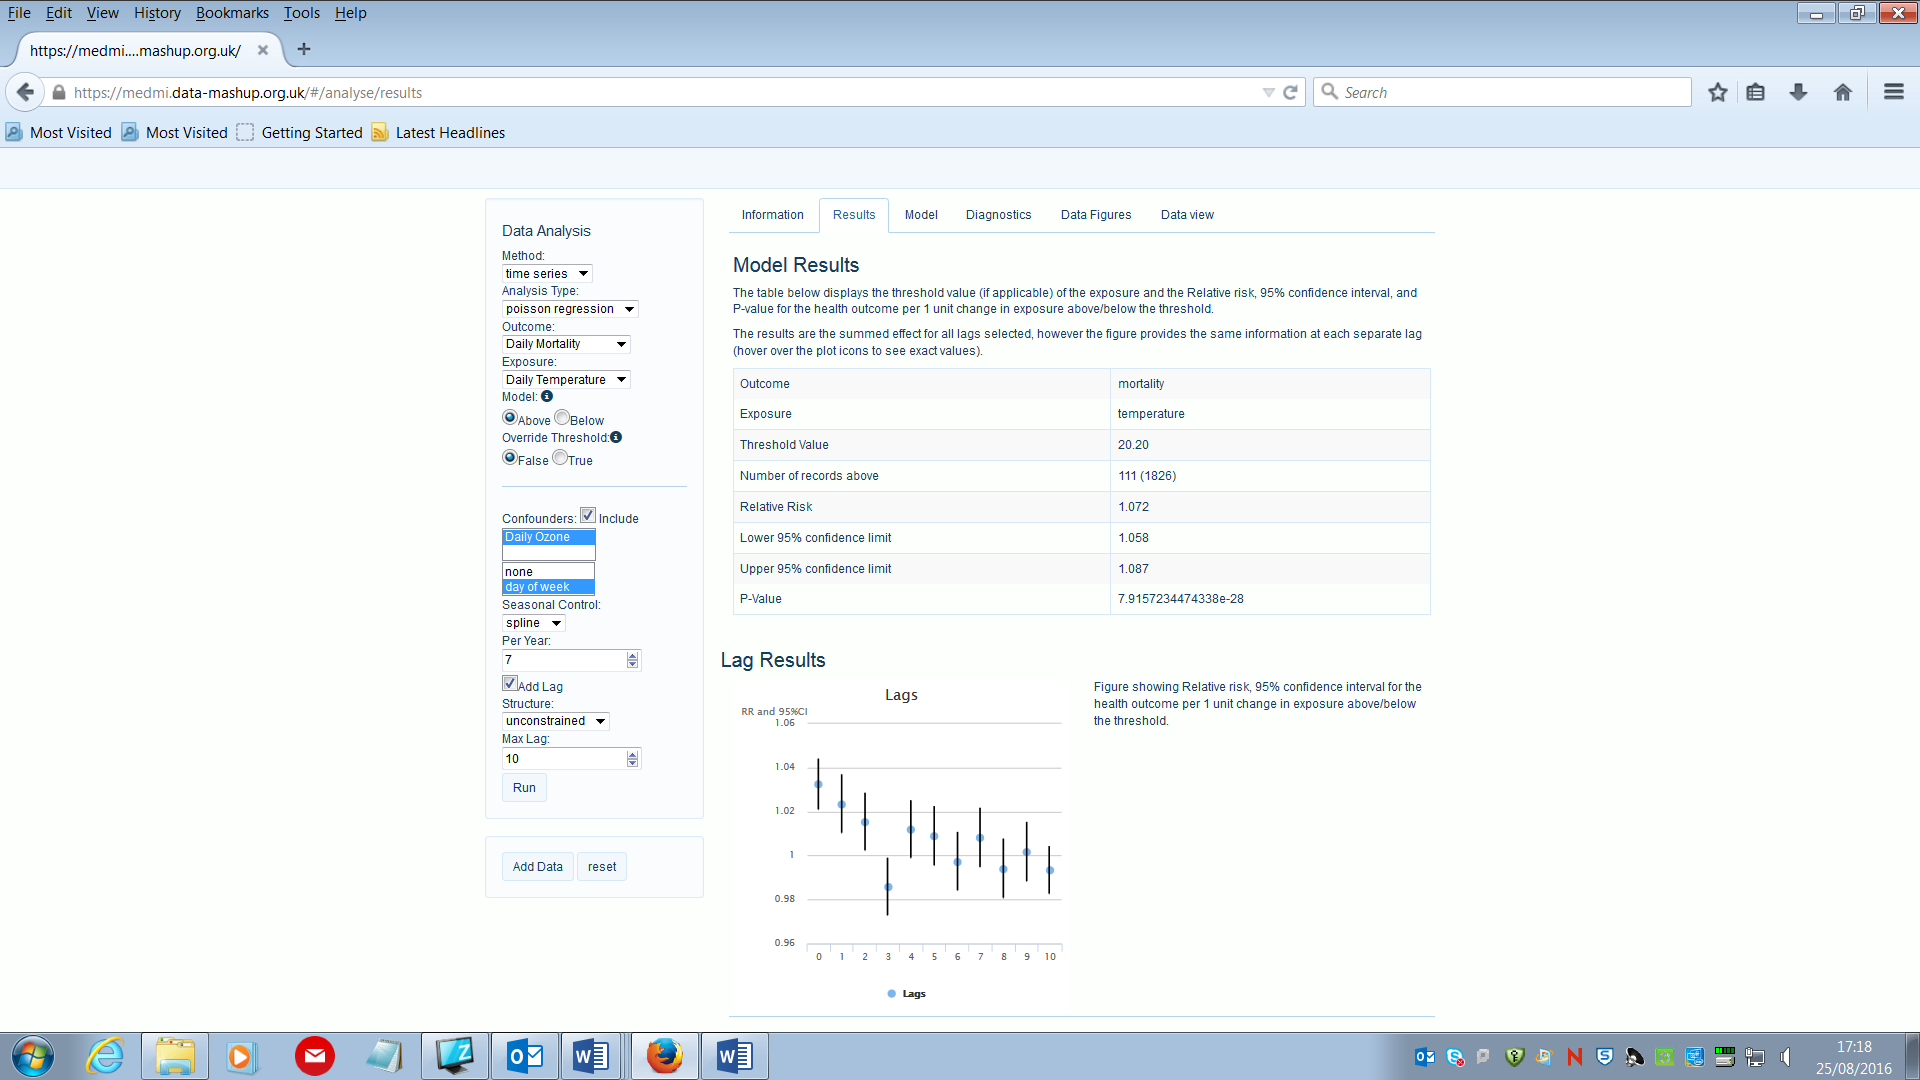 File Edit View History Bookmarks Tools Help
https://medmi....mashup.org.uk/
https://medmi.data-mashup.org.uk/#/analyse/results
Search
Most Visited Most Visited Getting Started Latest Headlines
Data Analysis
Method:
time series
Analysis Type:
poisson regression
Outcome:
Daily Mortality
Exposure:
Daily Temperature
Model:
Above Below
Override Threshold:
False True
Confounders: Include
Daily Ozone
none
day of week
Seasonal Control:
spline
Per Year:
7
Add Lag
Structure:
unconstrained
Max Lag:
10
Run
Add Data reset
Information Results Model Diagnostics Data Figures Data view
Model Results
The table below displays the threshold value (if applicable) of the exposure and the Relative risk, 95% confidence interval, and
P-value for the health outcome per 1 unit change in exposure above/below the threshold.
The results are the summed effect for all lags selected, however the figure provides the same information at each separate lag
(hover over the plot icons to see exact values).
Outcome mortality
Exposure temperature
Threshold Value 20.20
Number of records above 111 (1826)
Relative Risk 1.072
Lower 95% confidence limit 1.058
Upper 95% confidence limit 1.087
P-Value 7.9157234474338e-28
Lag Results
Lags
RR and 95%CI
1.06
1.04
1.02
1
0.98
0.96
0 1 2 3 4 5 6 7 8 9 10
Lags
Figure showing Relative risk, 95% confidence interval for the
health outcome per 1 unit change in exposure above/below
the threshold.
17:18
25/08/2016